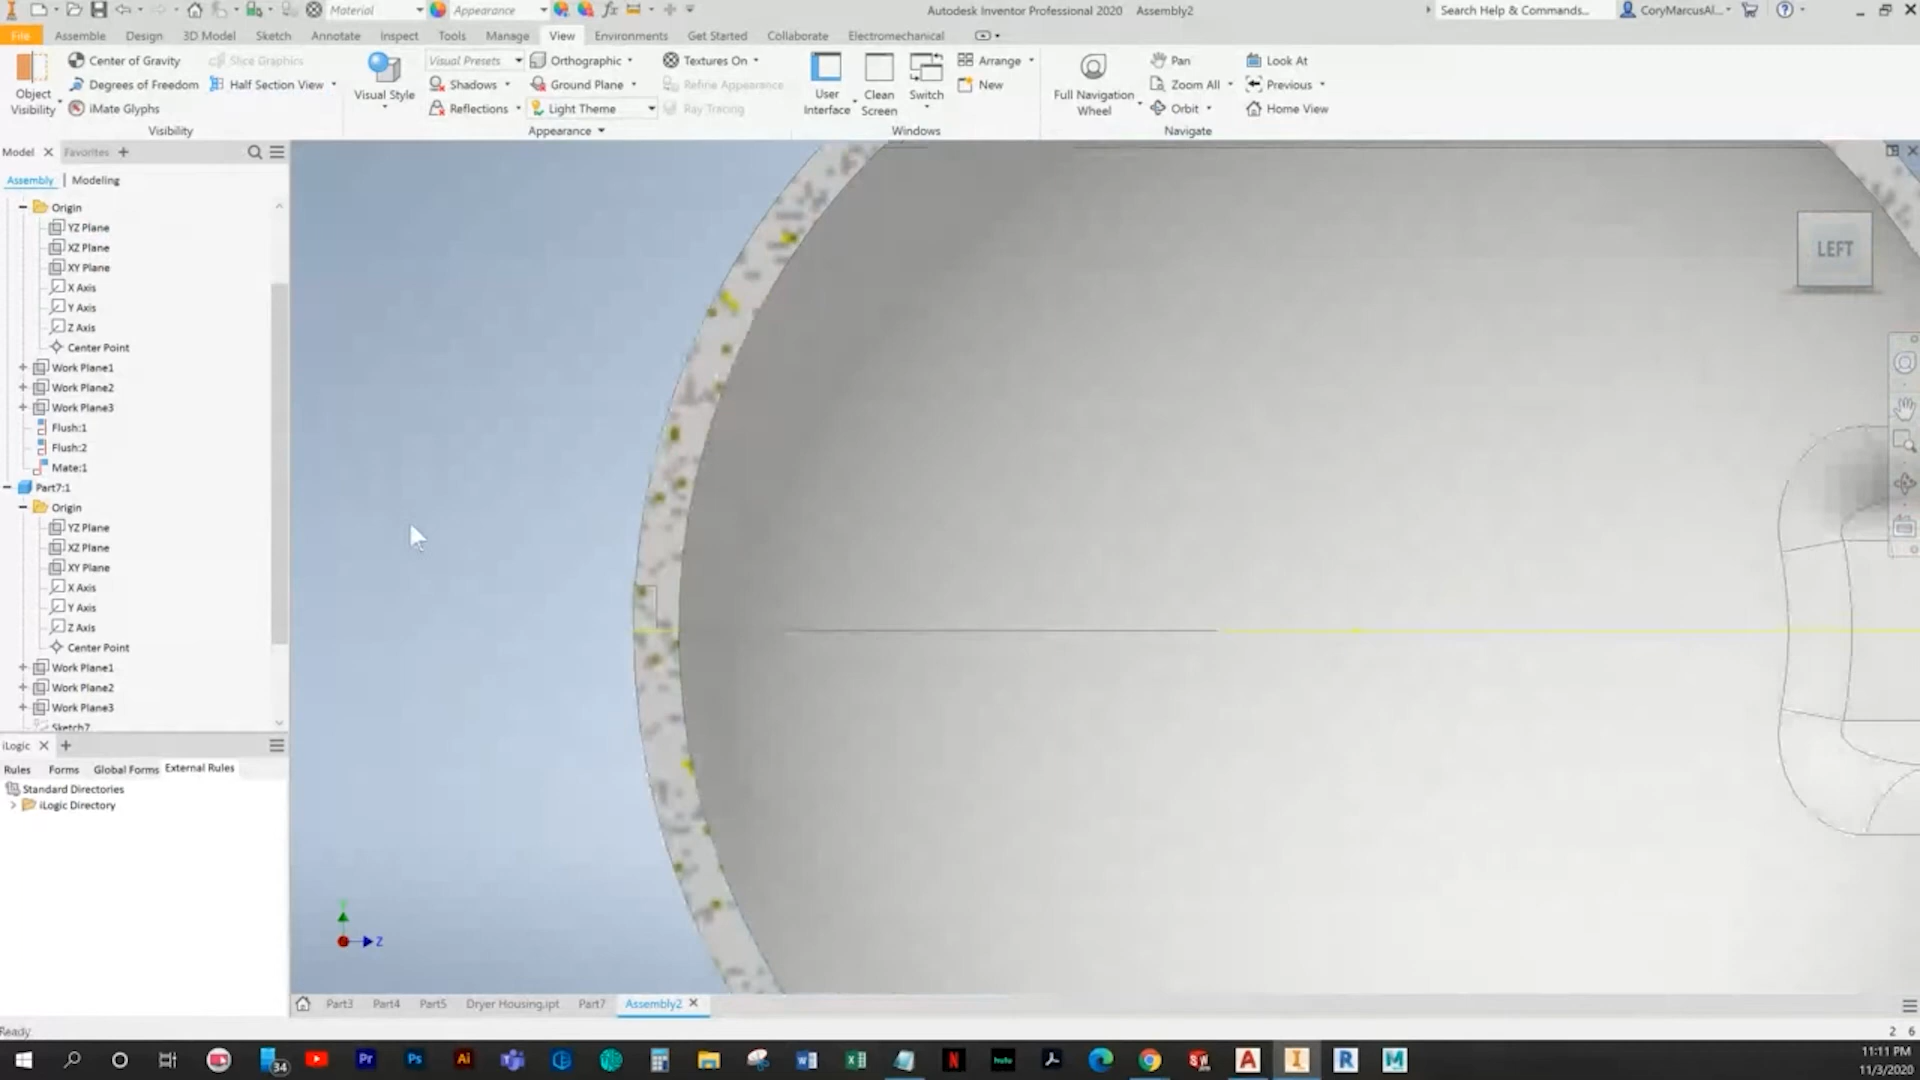 Material
Appearance
Autodesk Inventor Professional 2020 Assembly2
Search Help & Commands...
CoryMarcusAl...
File
Assemble
Design
3D Model
Sketch
Annotate
Inspect
Tools
Manage
View
Environments
Get Started
Collaborate
Electromechanical
Object Visibility
Center of Gravity
Degrees of Freedom
iMate Glyphs
Slice Graphics
Half Section View
Visibility
Visual Style
Visual Presets
Shadows
Reflections
Orthographic
Ground Plane
Light Theme
Textures On
Refine Appearance
Ray Tracing
Appearance
User Interface
Clean Screen
Switch
Arrange
New
Windows
Full Navigation Wheel
Pan
Zoom All
Orbit
Look At
Previous
Home View
Navigate
Model
Favorites
Assembly | Modeling
Origin
YZ Plane
XZ Plane
XY Plane
X Axis
Y Axis
Z Axis
Center Point
Work Plane1
Work Plane2
Work Plane3
Flush:1
Flush:2
Mate:1
Part7:1
Origin
YZ Plane
XZ Plane
XY Plane
X Axis
Y Axis
Z Axis
Center Point
Work Plane1
Work Plane2
Work Plane3
Sketch7
iLogic
Rules
Forms
Global Forms
External Rules
Standard Directories
iLogic Directory
LEFT
Z
Part3
Part4
Part5
Dryer Housing.ipt
Part7
Assembly2
Ready
2 6
34
Pr
Ps
Ai
N
hulu
SW
A
I
R
M
11:11 PM
11/3/2020